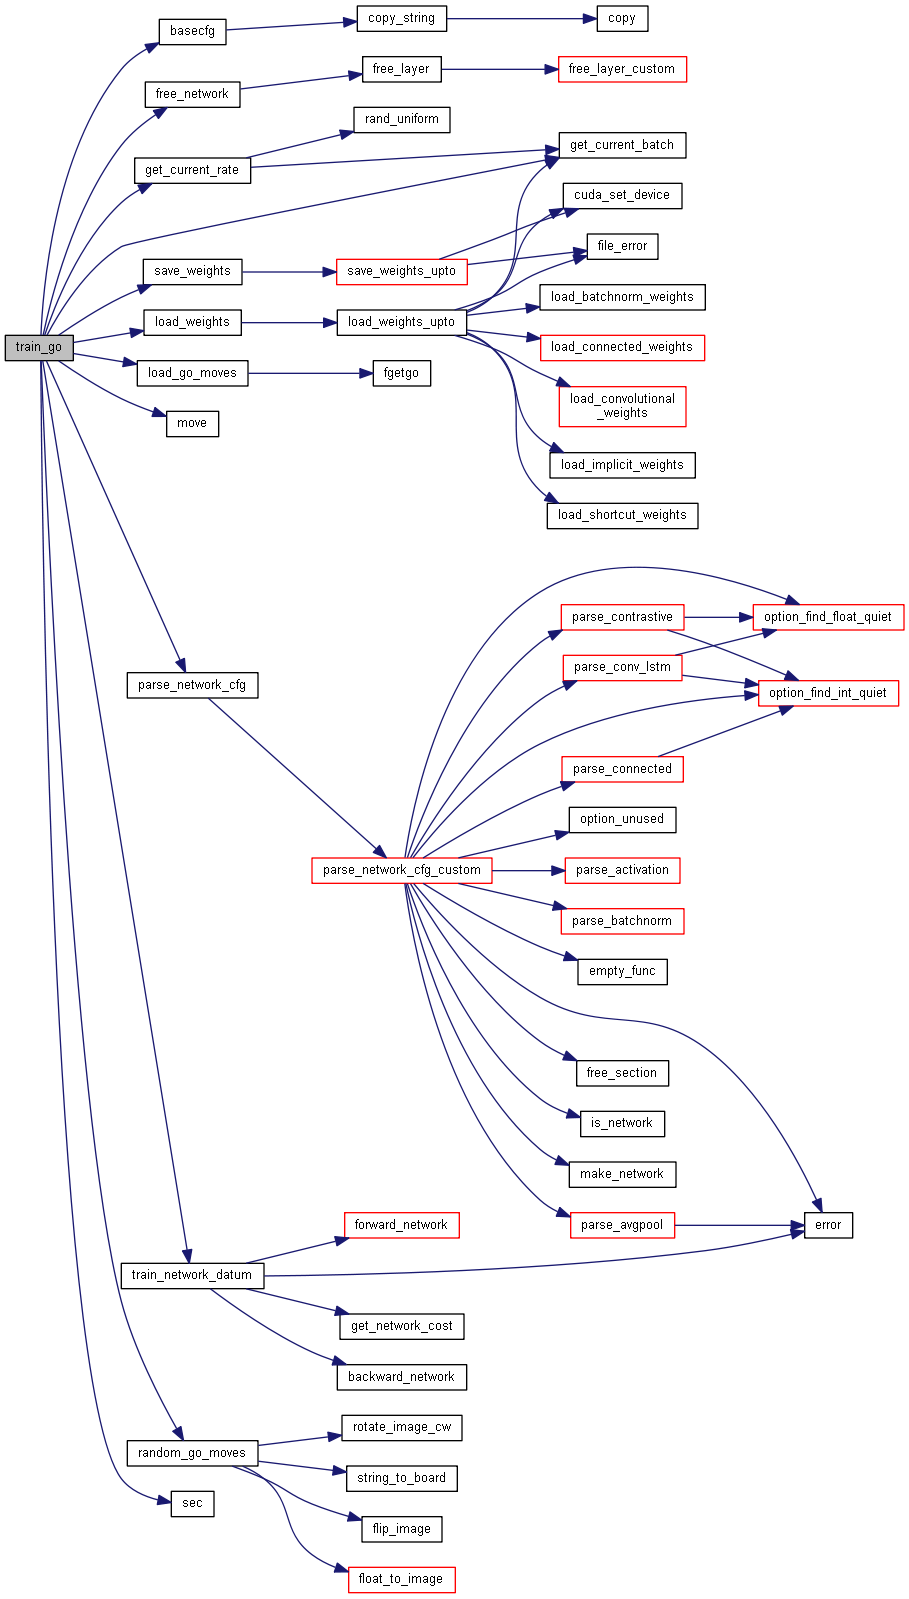 copy_string
copy
basecfg
free_layer
free_layer_custom
free_network
rand_uniform
get_current_batch
get_current_rate
cuda_set_device
file_error
save_weights
save_weights_upto
load_batchnorm_weights
load_weights
load_weights_upto
train_go
load_connected_weights
load_go_moves
fgetgo
load_convolutional
_weights
move
load_implicit_weights
load_shortcut_weights
parse_contrastive
option_find_float_quiet
parse_conv_lstm
parse_network_cfg
option_find_int_quiet
parse_connected
option_unused
parse_network_cfg_custom
parse_activation
parse_batchnorm
empty_func
free_section
is_network
make_network
forward_network
parse_avgpool
error
train_network_datum
get_network_cost
backward_network
rotate_image_cw
random_go_moves
string_to_board
sec
flip_image
float_to_image